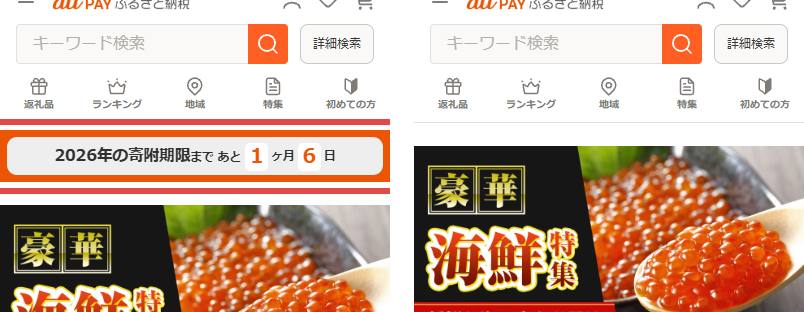 au PAY ふるさと納税
キーワード検索
詳細検索
返礼品
ランキング
地域
特集
初めての方
2026年の寄附期限まで あと 1 ヶ月 6 日
豪華
海鮮特
au PAY ふるさと納税
キーワード検索
詳細検索
返礼品
ランキング
地域
特集
初めての方
豪華
海鮮特集